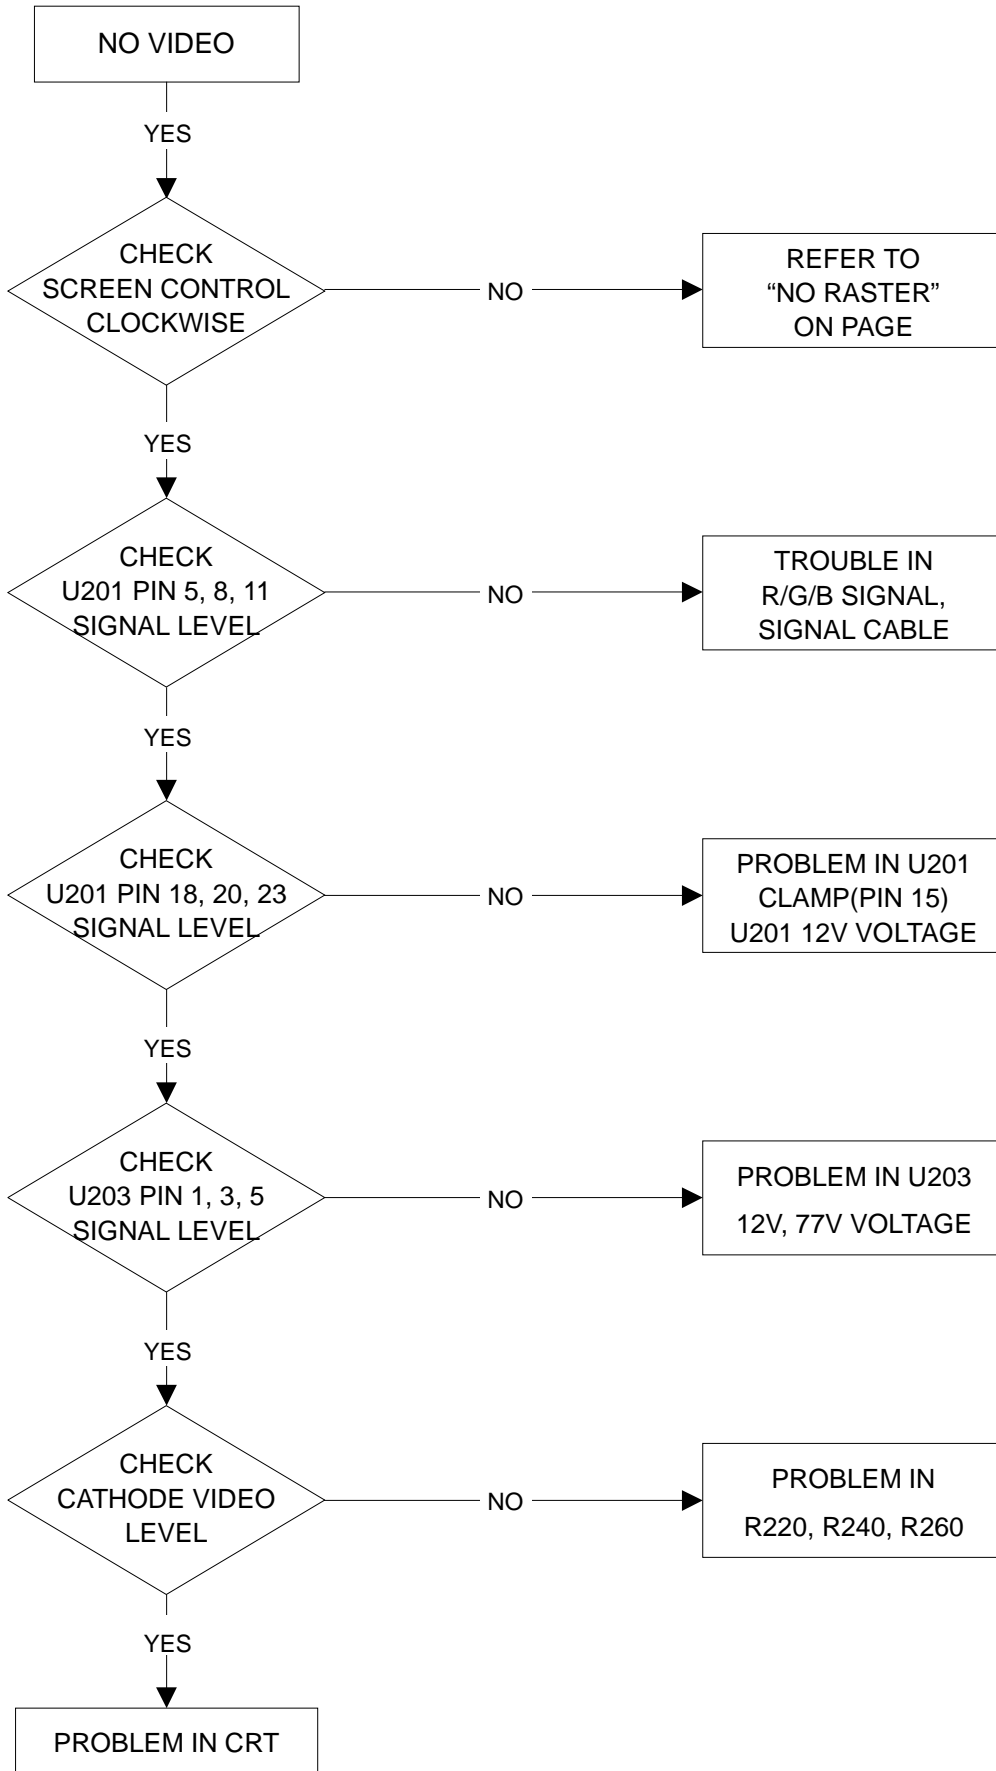 NO VIDEO
YES
CHECK
SCREEN CONTROL
CLOCKWISE
NO
REFER TO
“NO RASTER”
ON PAGE
YES
CHECK
U201 PIN 5, 8, 11
SIGNAL LEVEL
NO
TROUBLE IN
R/G/B SIGNAL,
SIGNAL CABLE
YES
CHECK
U201 PIN 18, 20, 23
SIGNAL LEVEL
NO
PROBLEM IN U201
CLAMP(PIN 15)
U201 12V VOLTAGE
YES
CHECK
U203 PIN 1, 3, 5
SIGNAL LEVEL
NO
PROBLEM IN U203
12V, 77V VOLTAGE
YES
CHECK
CATHODE VIDEO
LEVEL
NO
PROBLEM IN
R220, R240, R260
YES
PROBLEM IN CRT